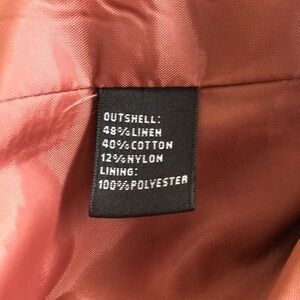 OUTSHELL:
48%LINEN
40%COTTON
12%NYLON
LINING:
100%POLYESTER